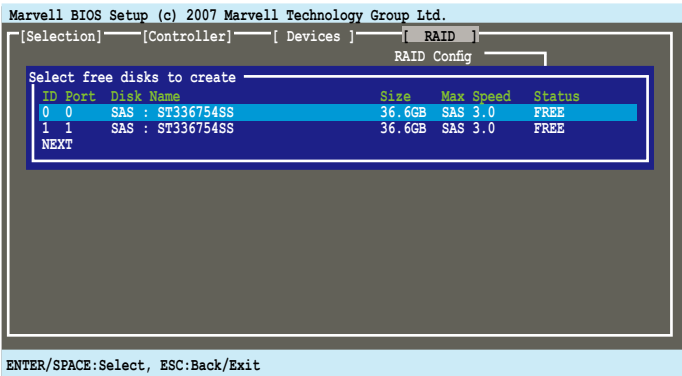 Marvell BIOS Setup (c) 2007 Marvell Technology Group Ltd.
[Selection] [Controller] [ Devices ] [ RAID ]
RAID Config
Select free disks to create
ID Port Disk Name Size Max Speed Status
0 0 SAS : ST336754SS 36.6GB SAS 3.0 FREE
1 1 SAS : ST336754SS 36.6GB SAS 3.0 FREE
NEXT
ENTER/SPACE:Select, ESC:Back/Exit